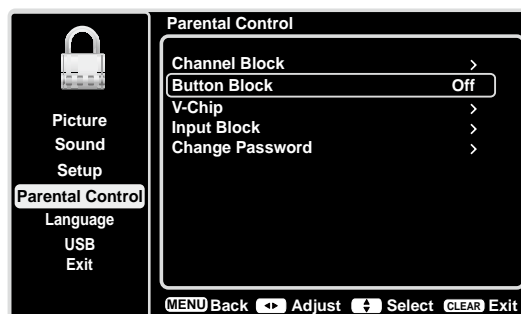 Parental Control
Picture
Sound
Setup
Parental Control
Language
USB
Exit
Channel Block >
Button Block Off
V-Chip >
Input Block >
Change Password >
MENU Back Adjust Select CLEAR Exit